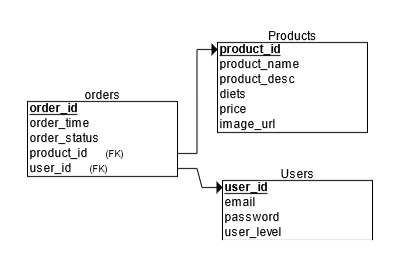 Products
product_id
product_name
product_desc
diets
price
image_url
orders
order_id
order_time
order_status
product_id (FK)
user_id (FK)
Users
user_id
email
password
user_level